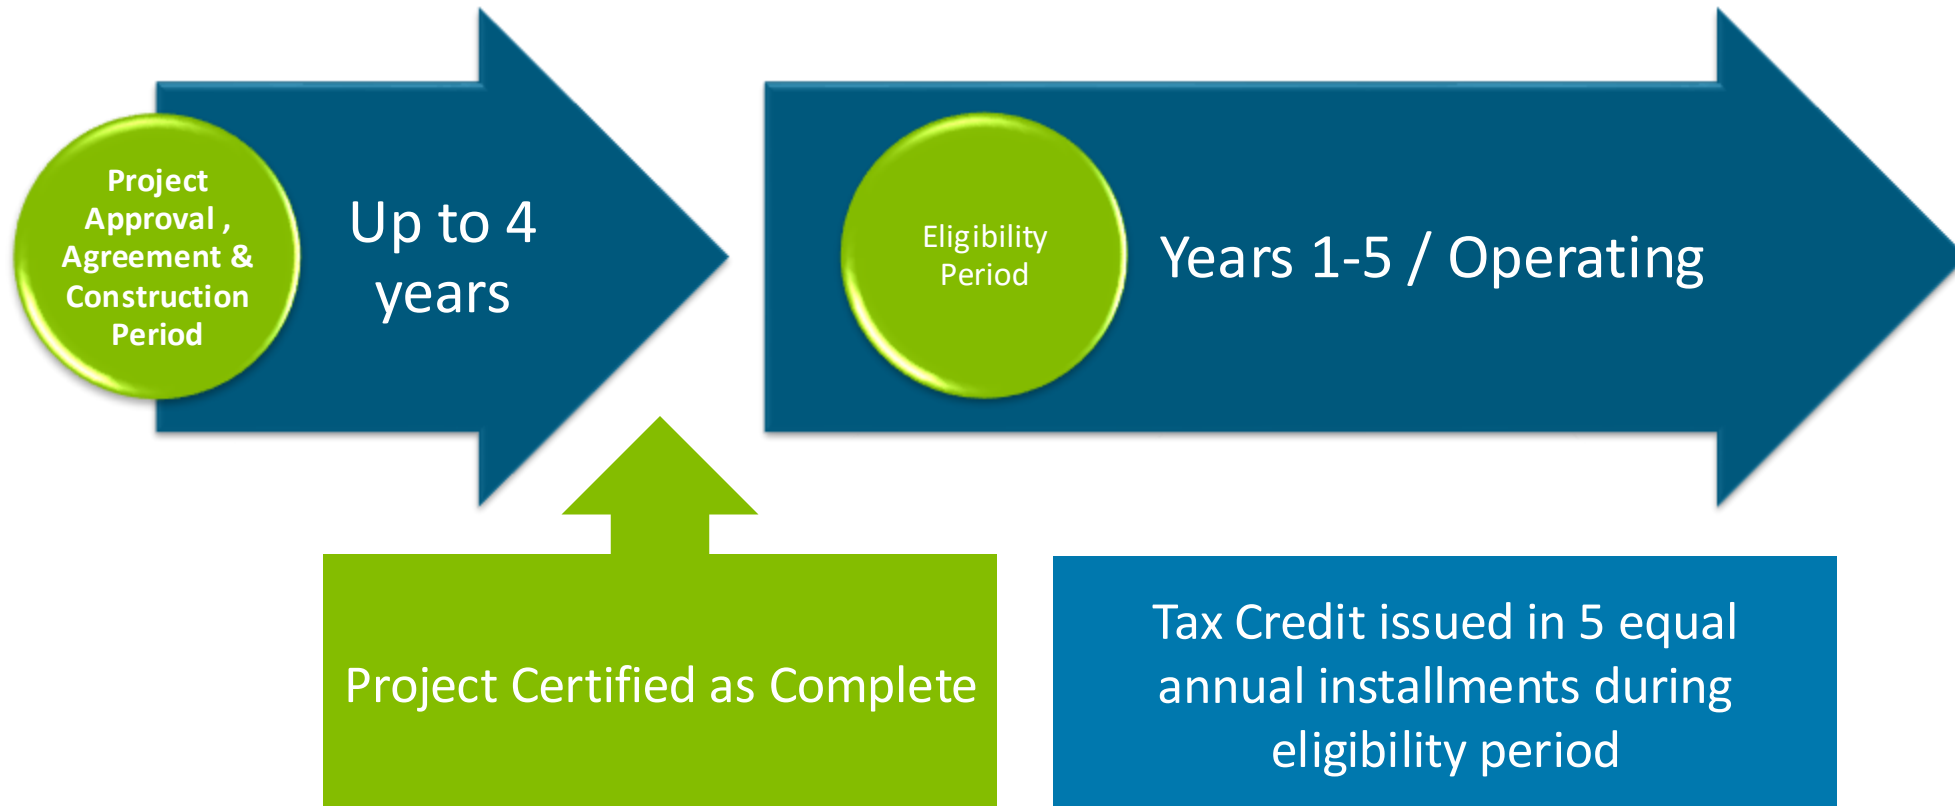 Project
Approval ,
Agreement &
Construction
Period
Up to 4
years
Eligibility
Period
Years 1-5 / Operating
Project Certified as Complete
Tax Credit issued in 5 equal
annual installments during
eligibility period